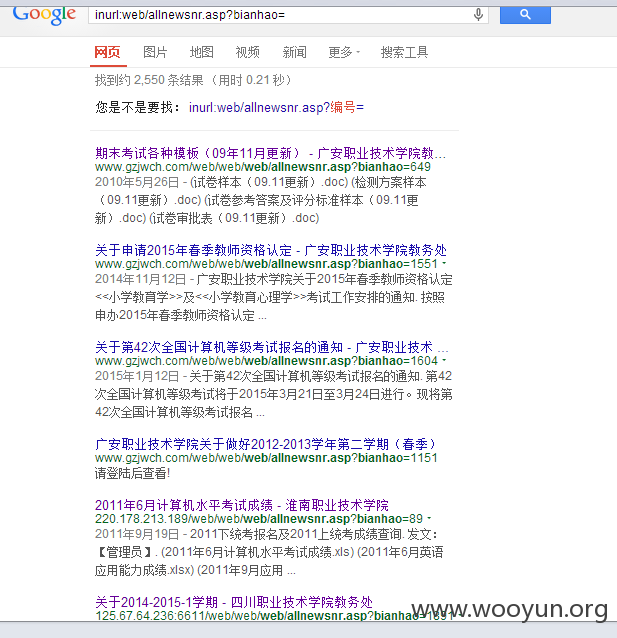 Google inurl:web/allnewsnr.asp?bianhao=
网页 图片 地图 视频 新闻 更多 搜索工具
找到约 2,550 条结果 （用时 0.21 秒）
您是不是要找： inurl:web/allnewsnr.asp?编号=
期末考试各种模板（09年11月更新） - 广安职业技术学院教...
www.gzjwch.com/web/web/web/allnewsnr.asp?bianhao=649
2010年5月26日 - (试卷样本（09.11更新）.doc) (检测方案样本
（09.11更新）.doc) (试卷参考答案及评分标准样本（09.11更
新）.doc) (试卷审批表（09.11更新）.doc)
关于申请2015年春季教师资格认定 - 广安职业技术学院教务处
www.gzjwch.com/web/web/web/allnewsnr.asp?bianhao=1551
2014年11月12日 - 广安职业技术学院关于2015年春季教师资格认定
<<小学教育学>>及<<小学教育心理学>>考试工作安排的通知. 按照
申办2015年春季教师资格认定 ...
关于第42次全国计算机等级考试报名的通知 - 广安职业技术 ...
www.gzjwch.com/web/web/web/allnewsnr.asp?bianhao=1604
2015年1月12日 - 关于第42次全国计算机等级考试报名的通知. 第42
次全国计算机等级考试将于2015年3月21日至3月24日进行。现将第
42次全国计算机等级考试报名 ...
广安职业技术学院关于做好2012-2013学年第二学期（春季）
www.gzjwch.com/web/web/web/allnewsnr.asp?bianhao=1151
请登陆后查看!
2011年6月计算机水平考试成绩 - 淮南职业技术学院
220.178.213.189/web/web/web/allnewsnr.asp?bianhao=89
2011年9月19日 - 2011下统考报名及2011上统考成绩查询. 发文：
【管理员】. (2011年6月计算机水平考试成绩.xls) (2011年6月英语
应用能力成绩.xlsx) (2011年9月应用 ...
关于2014-2015-1学期 - 四川职业技术学院教务处
125.67.64.236:6611/web/web/web/allnewsnr.asp?bianhao=1891
www.wooyun.org